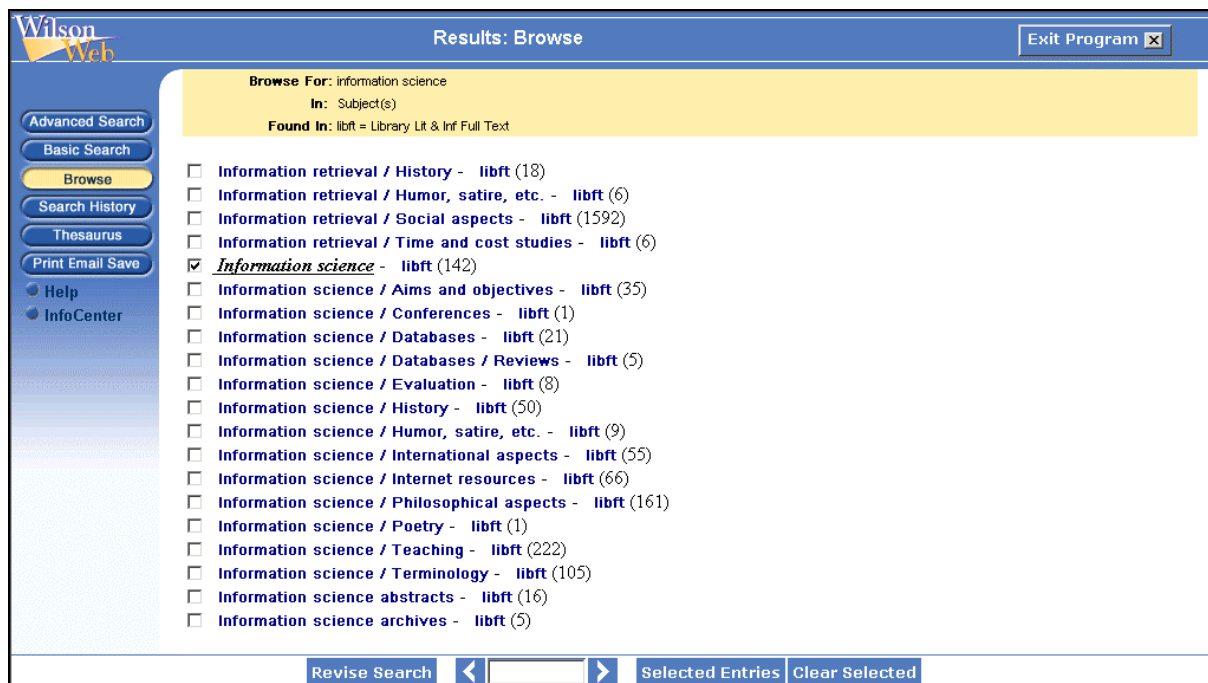 Wilson
Web
Results: Browse
Exit Program
Browse For: information science
In: Subject(s)
Found In: libft = Library Lit & Inf Full Text
Advanced Search
Basic Search
Browse
Search History
Thesaurus
Print Email Save
Help
InfoCenter
Information retrieval / History - libft (18)
Information retrieval / Humor, satire, etc. - libft (6)
Information retrieval / Social aspects - libft (1592)
Information retrieval / Time and cost studies - libft (6)
Information science - libft (142)
Information science / Aims and objectives - libft (35)
Information science / Conferences - libft (1)
Information science / Databases - libft (21)
Information science / Databases / Reviews - libft (5)
Information science / Evaluation - libft (8)
Information science / History - libft (50)
Information science / Humor, satire, etc. - libft (9)
Information science / International aspects - libft (55)
Information science / Internet resources - libft (66)
Information science / Philosophical aspects - libft (161)
Information science / Poetry - libft (1)
Information science / Teaching - libft (222)
Information science / Terminology - libft (105)
Information science abstracts - libft (16)
Information science archives - libft (5)
Revise Search
Selected Entries
Clear Selected